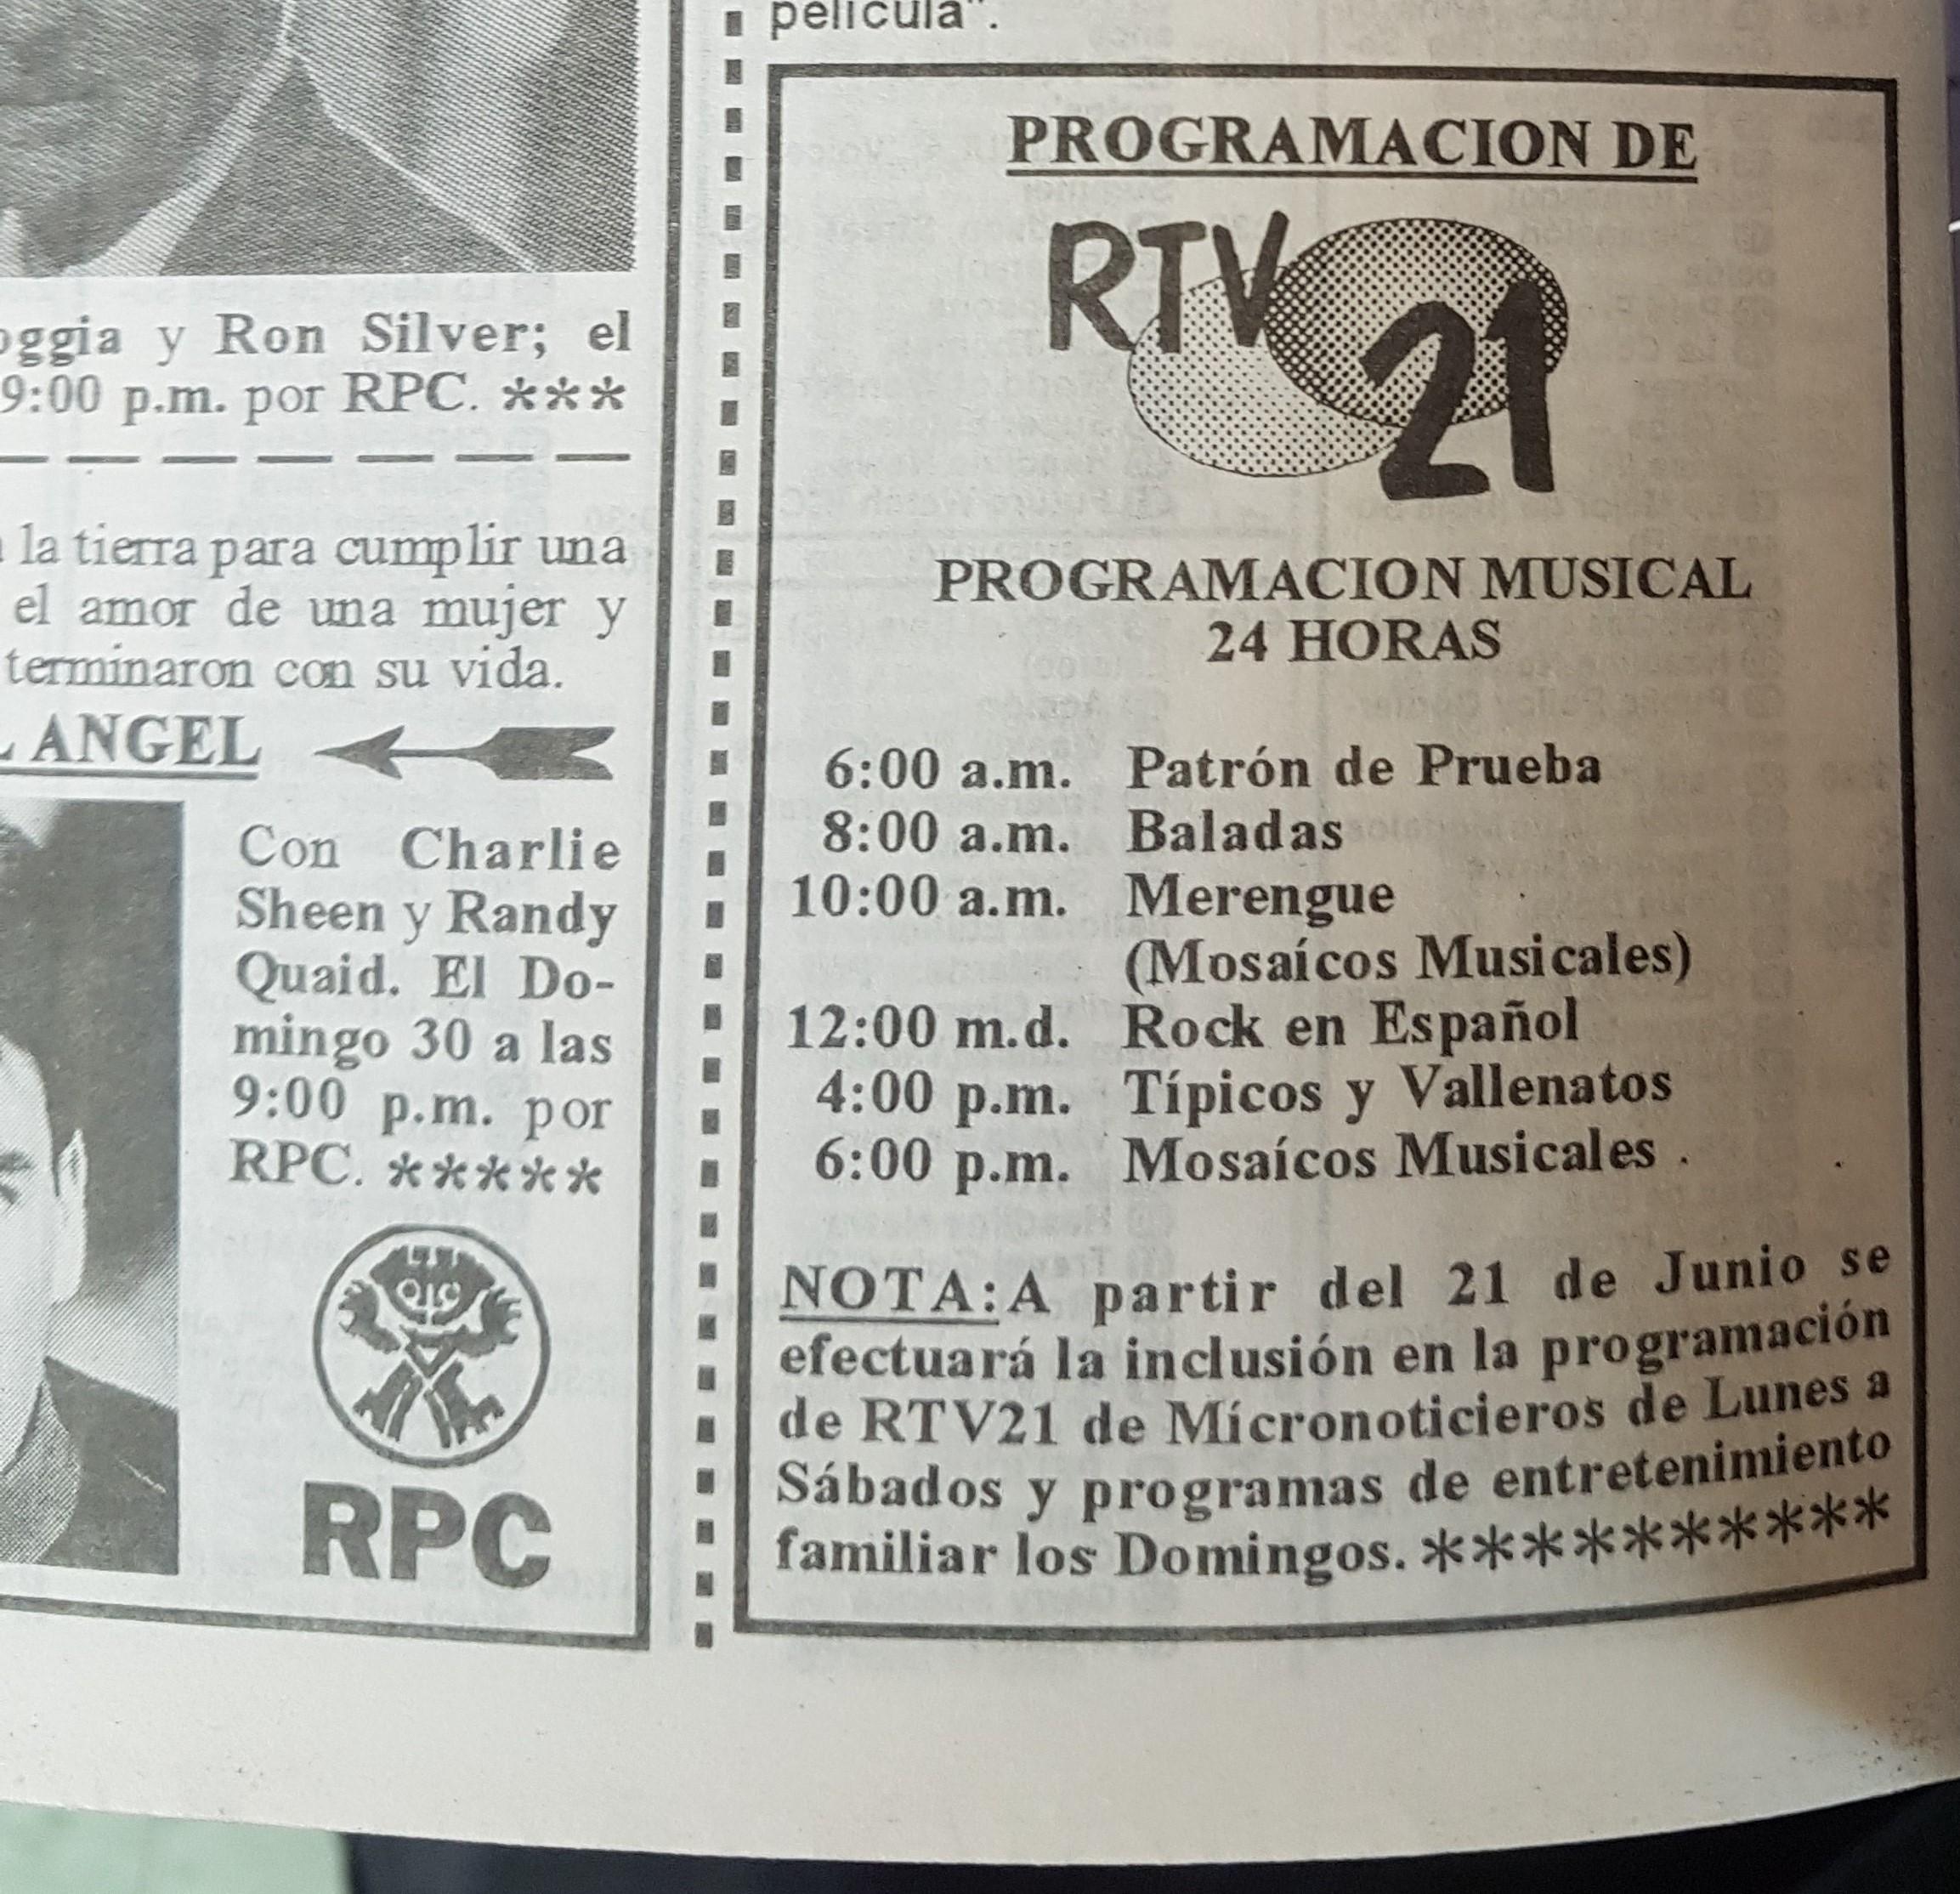 oggia y Ron Silver; el
9:00 p.m. por RPC. ***
la tierra para cumplir una
el amor de una mujer y
terminaron con su vida.
ANGEL
Con Charlie
Sheen y Randy
Quaid. El Do-
mingo 30 a las
9:00 p.m. por
RPC. *****
RPC
película".
PROGRAMACION DE
RTV 21
PROGRAMACION MUSICAL
24 HORAS
6:00 a.m. Patrón de Prueba
8:00 a.m. Baladas
10:00 a.m. Merengue
(Mosaícos Musicales)
12:00 m.d. Rock en Español
4:00 p.m. Típicos y Vallenatos
6:00 p.m. Mosaícos Musicales .
NOTA: A partir del 21 de Junio se
efectuará la inclusión en la programación
de RTV21 de Mícronoticieros de Lunes a
Sábados y programas de entretenimiento
familiar los Domingos. **********